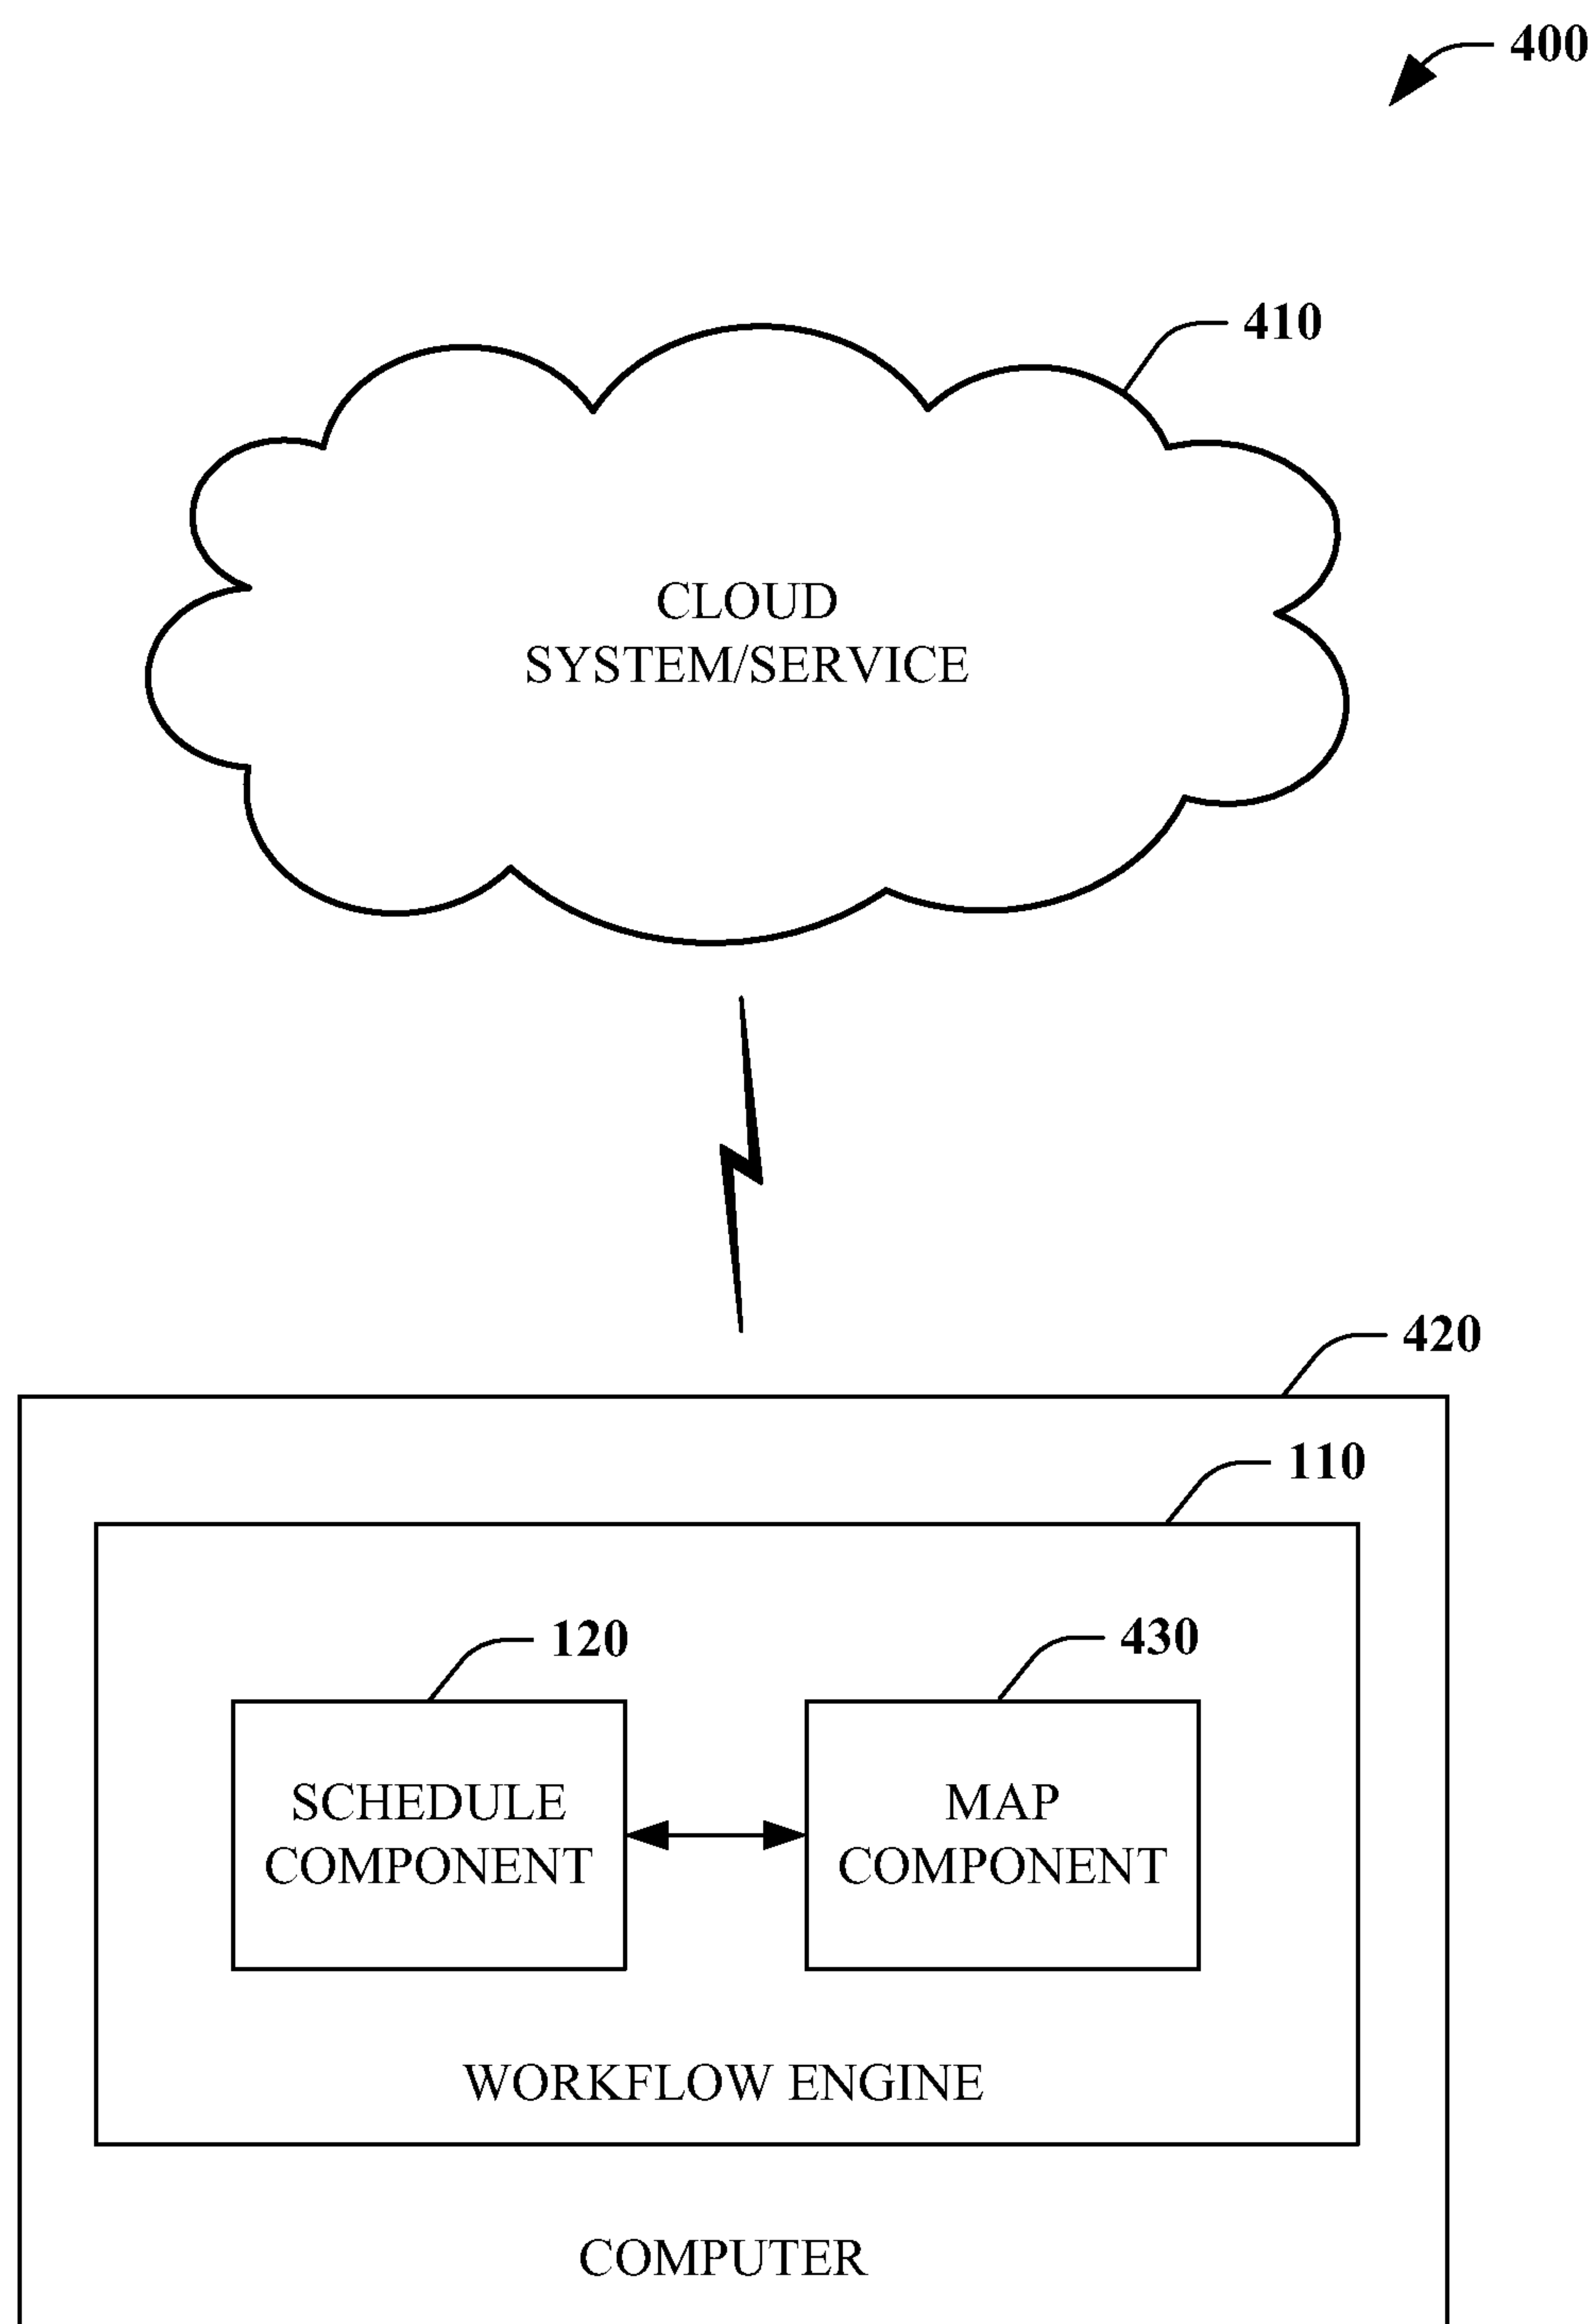 400
410
CLOUD
SYSTEM/SERVICE
420
110
120
430
SCHEDULE
COMPONENT
MAP
COMPONENT
WORKFLOW ENGINE
COMPUTER